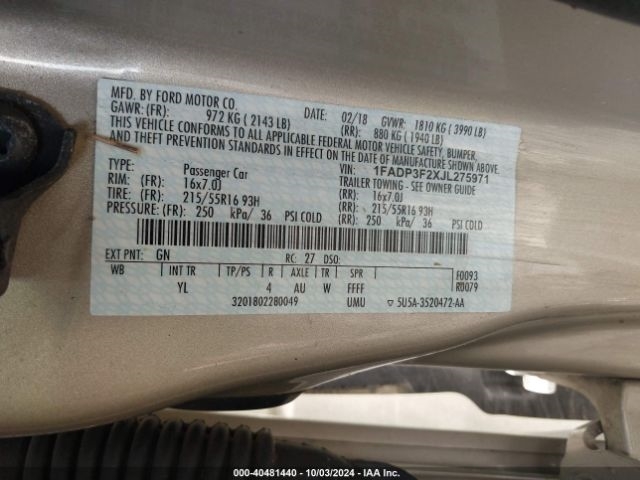 MFD. BY FORD MOTOR CO. DATE: 02/18 GVWR: 1810 KG ( 3990 LB)
GAWR: (FR): 972 KG ( 2143 LB) (RR): 880 KG ( 1940 LB)
THIS VEHICLE CONFORMS TO ALL APPLICABLE FEDERAL MOTOR VEHICLE SAFETY, BUMPER,
AND THEFT PREVENTION STANDARDS IN EFFECT ON THE DATE OF MANUFACTURE SHOWN ABOVE.
VIN: 1FADP3F2XJL275971
TYPE: Passenger Car TRAILER TOWING - SEE OWNER GUIDE
RIM: (FR): 16x7.0J (RR): 16x7.0J
TIRE: (FR): 215/55R16 93H (RR): 215/55R16 93H
PRESSURE: (FR): 250 kPa/ 36 PSI COLD (RR): 250 kPa/ 36 PSI COLD
EXT PNT: GN RC: 27 DSO:
WB INT TR TP/PS R AXLE TR SPR F0093
YL 4 AU W FFFF R0079
3201802280049 UMU ▽ 5U5A-3520472-AA
000-40481440 - 10/03/2024 - IAA Inc.